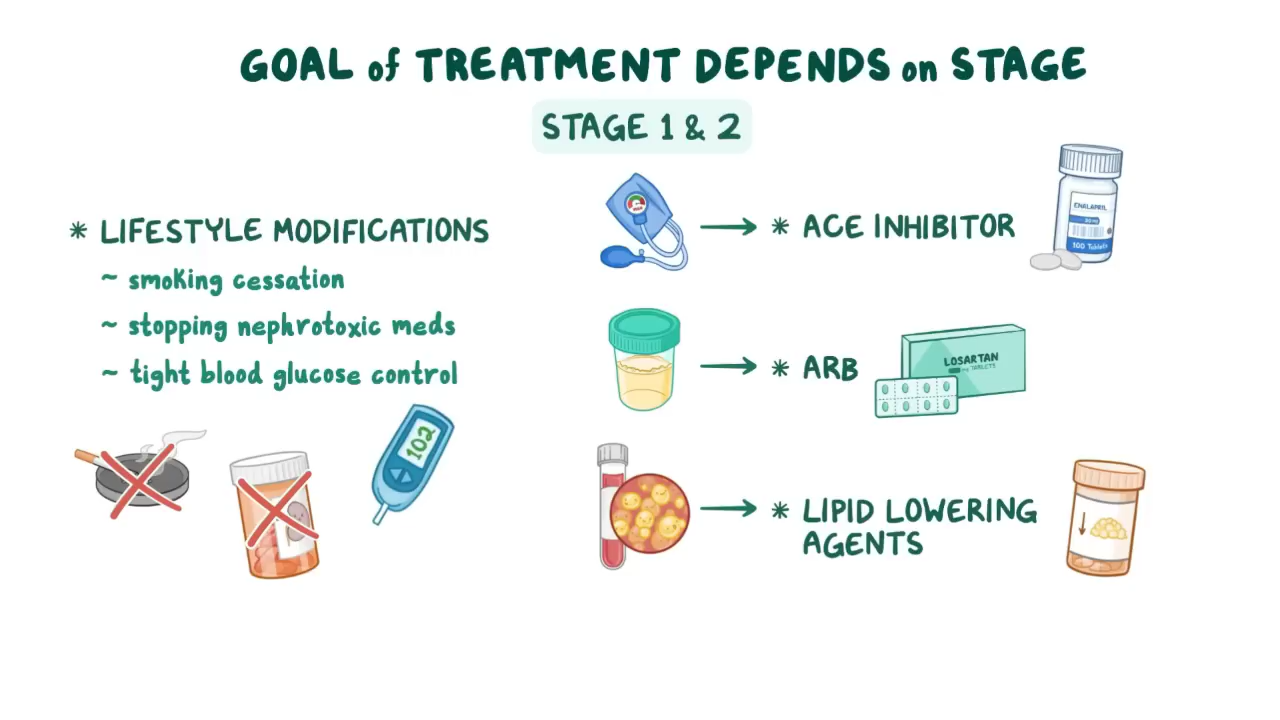 GOAL of TREATMENT DEPENDS on STAGE
STAGE 1 & 2
* LIFESTYLE MODIFICATIONS
~ smoking cessation
~ stopping nephrotoxic meds
~ tight blood glucose control
102
* ACE INHIBITOR
ENALAPRIL
100 Tablets
* ARB
LOSARTAN
TABLETS
* LIPID LOWERING
AGENTS